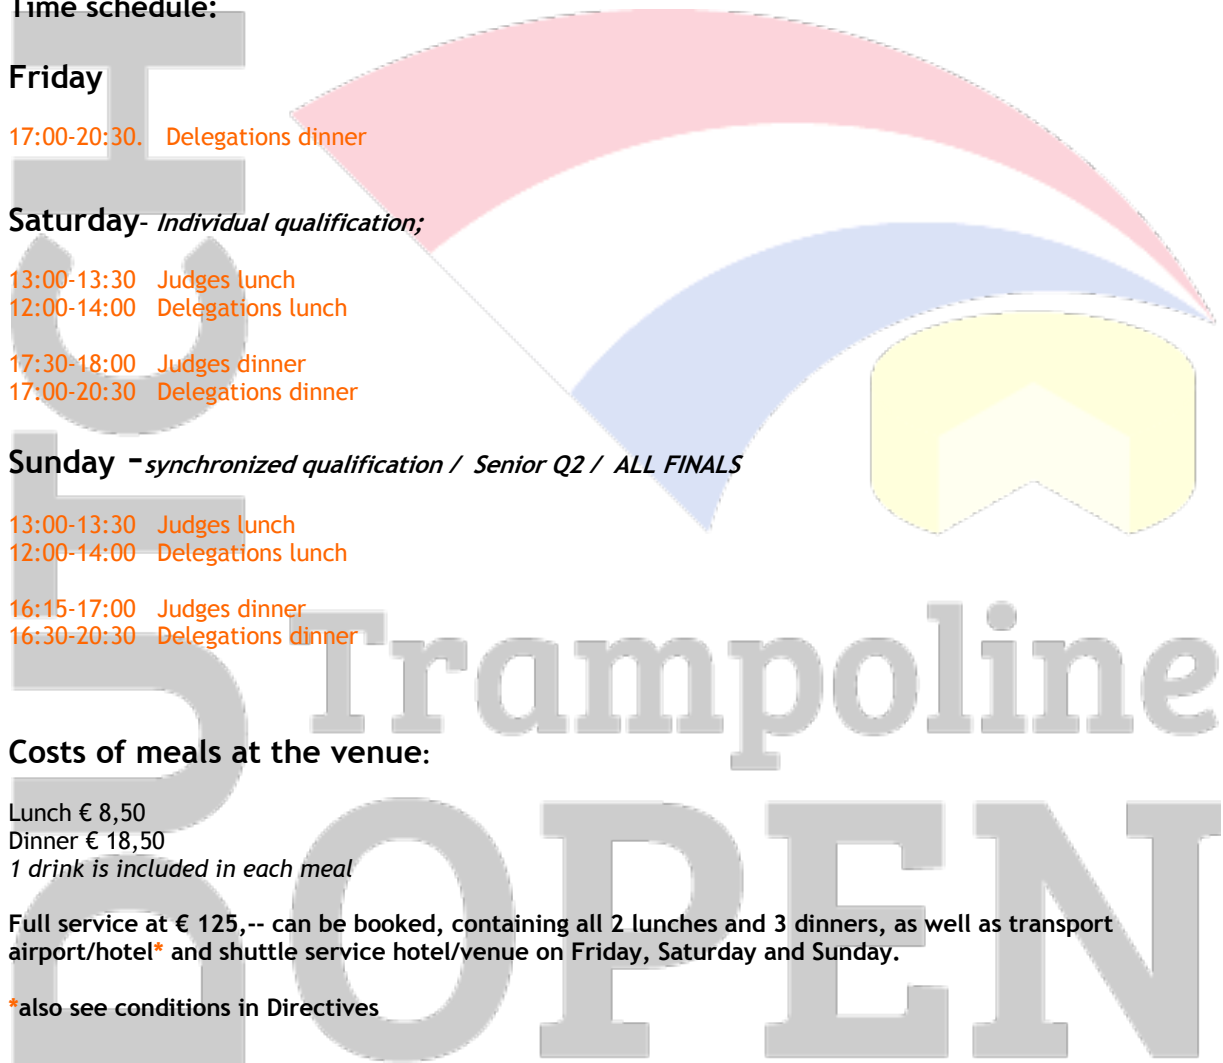 Time schedule:
Friday
17:00-20:30. Delegations dinner
Saturday- Individual qualification;
13:00-13:30 Judges lunch
12:00-14:00 Delegations lunch
17:30-18:00 Judges dinner
17:00-20:30 Delegations dinner
Sunday -synchronized qualification / Senior Q2 / ALL FINALS
13:00-13:30 Judges lunch
12:00-14:00 Delegations lunch
16:15-17:00 Judges dinner
16:30-20:30 Delegations dinner
Costs of meals at the venue:
Lunch € 8,50
Dinner € 18,50
1 drink is included in each meal
Full service at € 125,-- can be booked, containing all 2 lunches and 3 dinners, as well as transport
airport/hotel* and shuttle service hotel/venue on Friday, Saturday and Sunday.
*also see conditions in Directives
DUTCH
Trampoline
OPEN